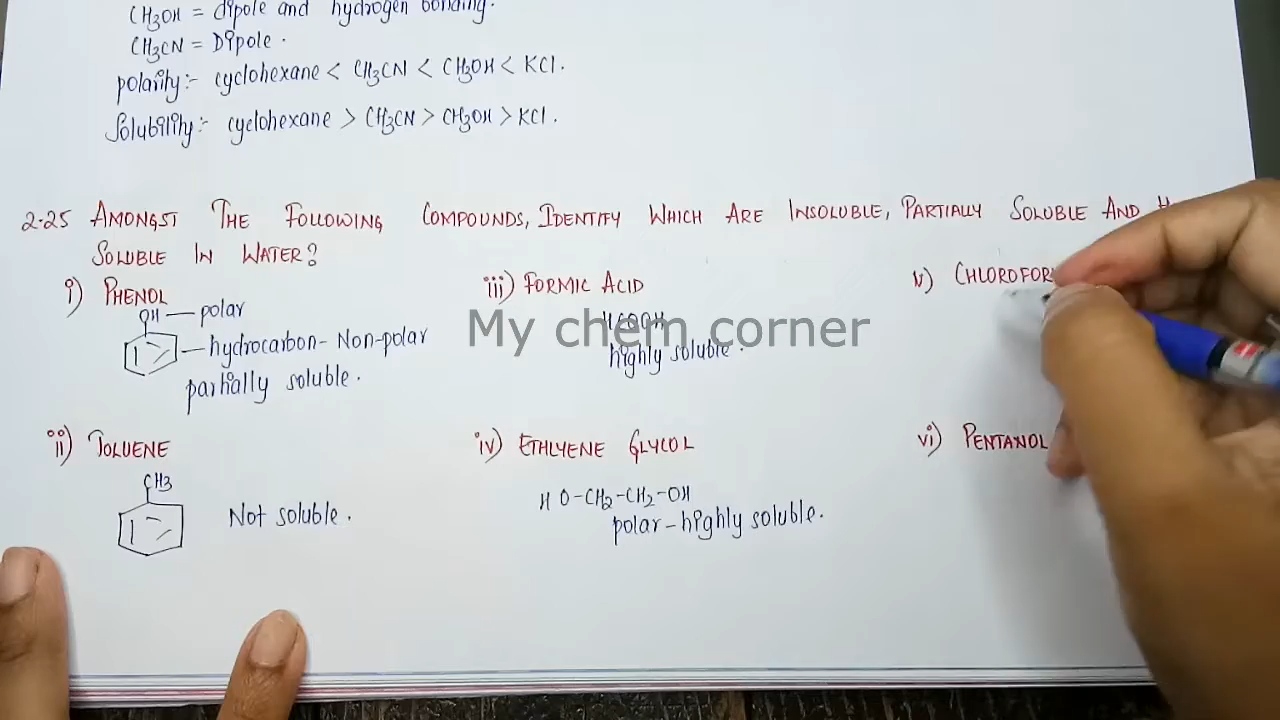 CH3OH = dipole and hydrogen bonding.
CH3CN = Dipole.
polarity:- cyclohexane < CH3CN < CH3OH < KCl.
Solubility:- cyclohexane > CH3CN > CH3OH > KCl.
2.25 AMONGST THE FOLLOWING COMPOUNDS, IDENTIFY WHICH ARE INSOLUBLE, PARTIALLY SOLUBLE AND
SOLUBLE IN WATER?
i) PHENOL
OH — polar
— hydrocarbon - Non-polar
partially soluble.
ii) TOLUENE
CH3
Not soluble.
iii) FORMIC ACID
HCOOH
My chem corner
highly soluble.
iv) ETHLYENE GLYCOL
HO-CH2-CH2-OH
polar - highly soluble.
v) CHLOROFOR
vi) PENTANOL